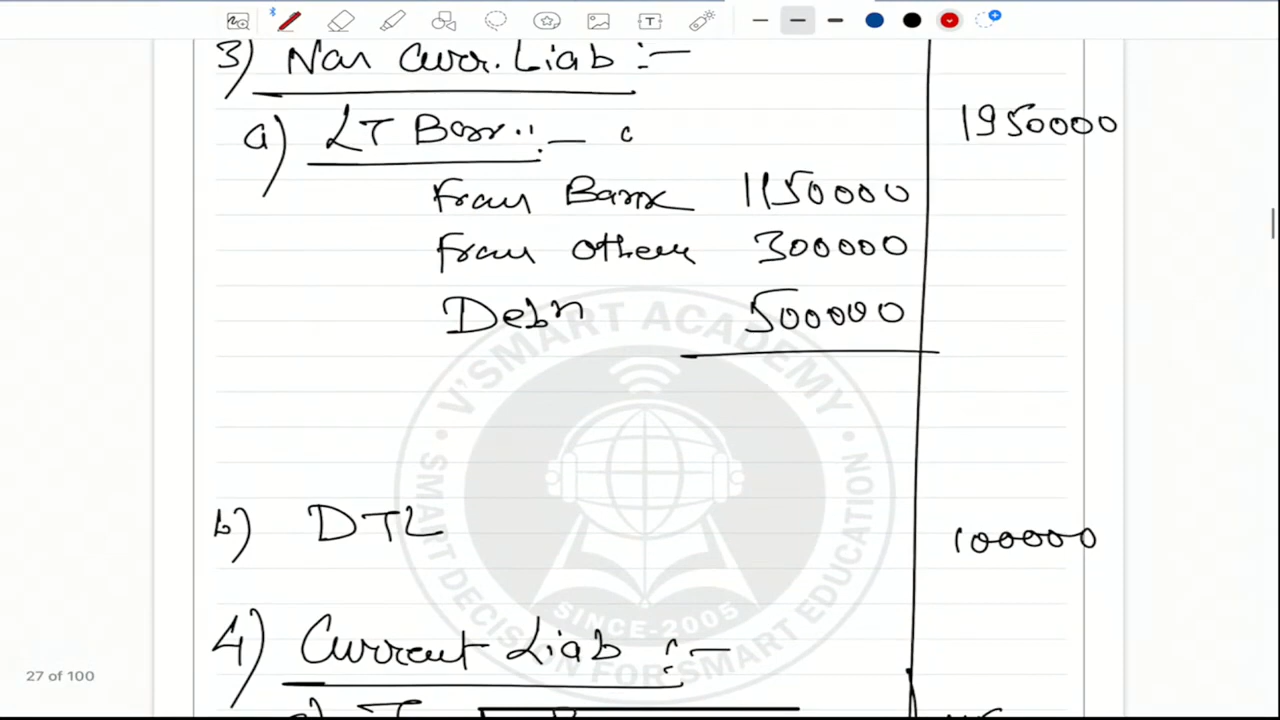 3) Non Curr. Liab :-
a) LT Borr. :-
1950000
From Bank 1150000
From Others 300000
Debn 500000
V'SMART ACADEMY
SMART DECISION FOR SMART EDUCATION
SINCE-2005
b) DTL 100000
4) Current Liab :-
27 of 100
a) T